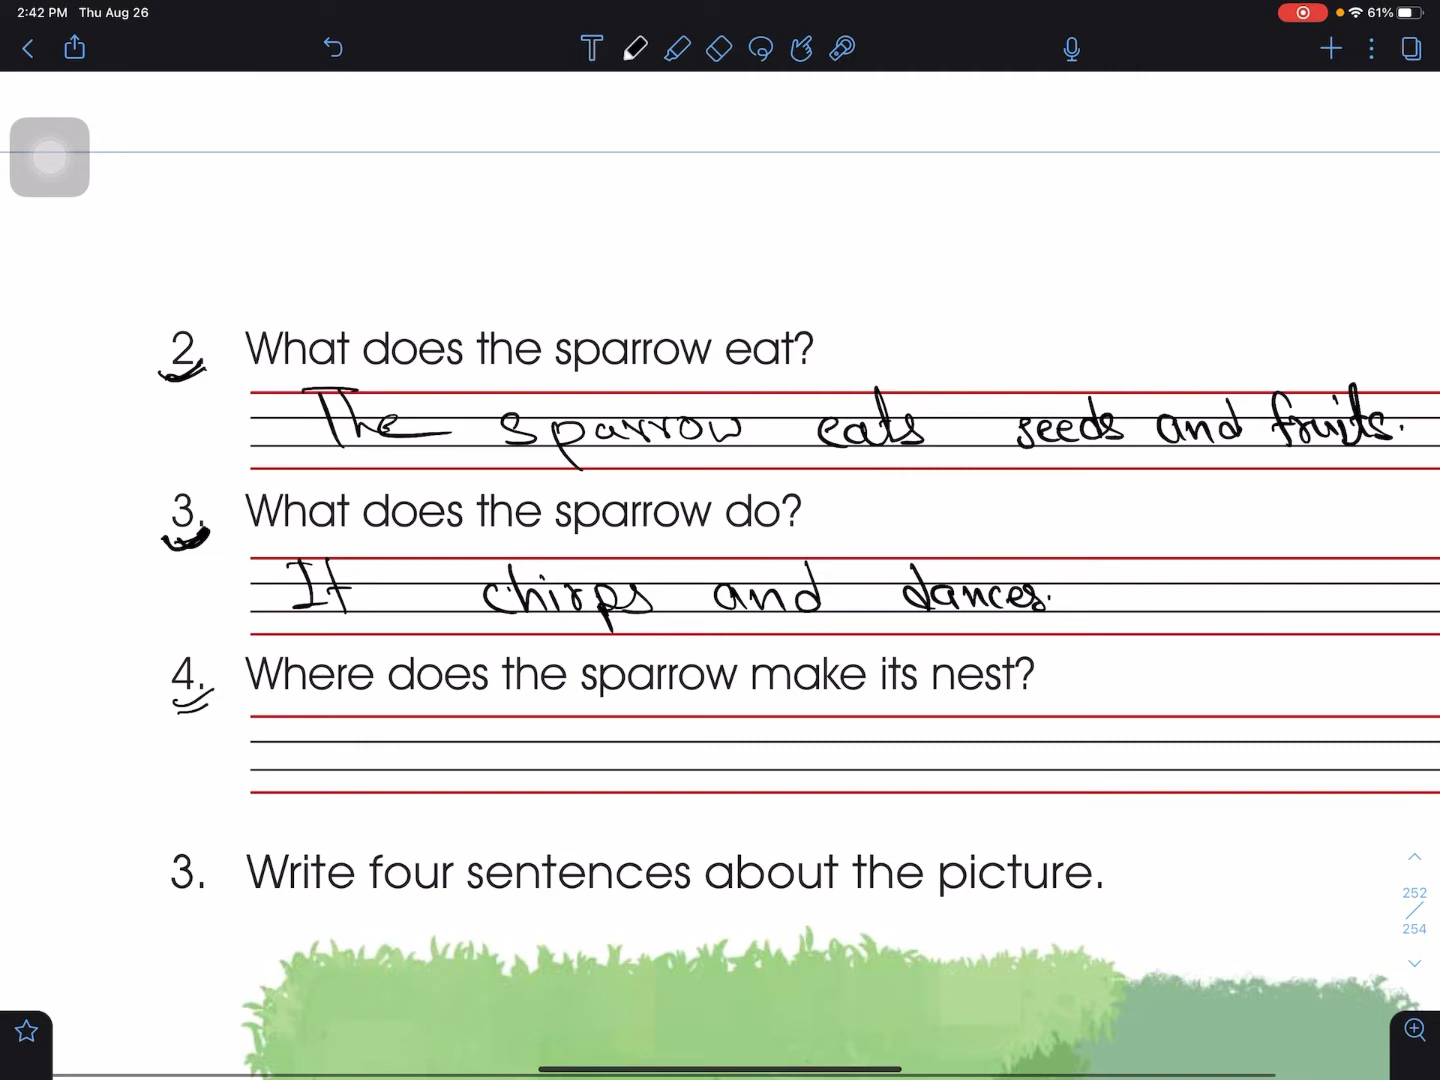 2:42 PM Thu Aug 26
61%
T
2. What does the sparrow eat?
The sparrow eats seeds and fruits.
3. What does the sparrow do?
It chirps and dances.
4. Where does the sparrow make its nest?
3. Write four sentences about the picture.
252
254